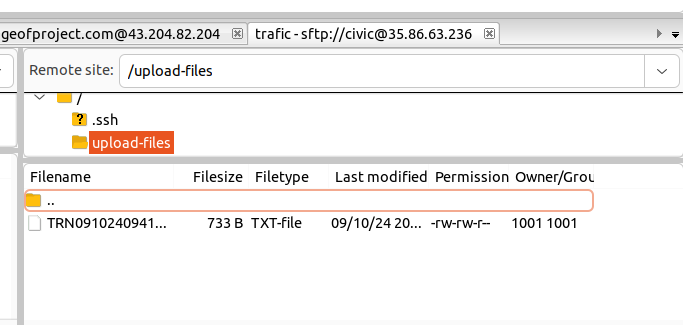 geofproject.com@43.204.82.204 trafic - sftp://civic@35.86.63.236
Remote site: /upload-files
/
? .ssh
upload-files
Filename Filesize Filetype Last modified Permission Owner/Grou
..
TRN0910240941... 733 B TXT-file 09/10/24 20... -rw-rw-r-- 1001 1001